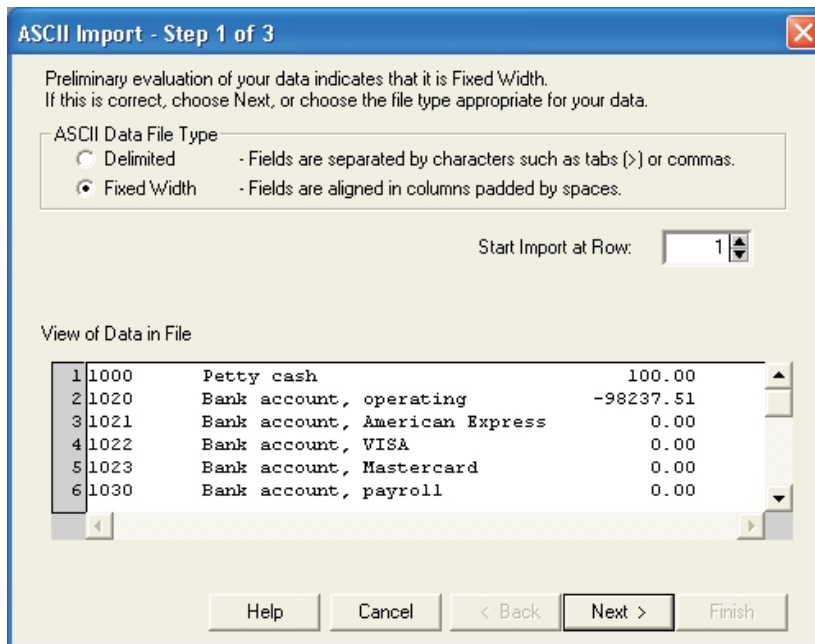 ASCII Import - Step 1 of 3
Preliminary evaluation of your data indicates that it is Fixed Width.
If this is correct, choose Next, or choose the file type appropriate for your data.
ASCII Data File Type
Delimited - Fields are separated by characters such as tabs (>) or commas.
Fixed Width - Fields are aligned in columns padded by spaces.
Start Import at Row: 1
View of Data in File
1 1000 Petty cash 100.00
2 1020 Bank account, operating -98237.51
3 1021 Bank account, American Express 0.00
4 1022 Bank account, VISA 0.00
5 1023 Bank account, Mastercard 0.00
6 1030 Bank account, payroll 0.00
Help Cancel < Back Next > Finish